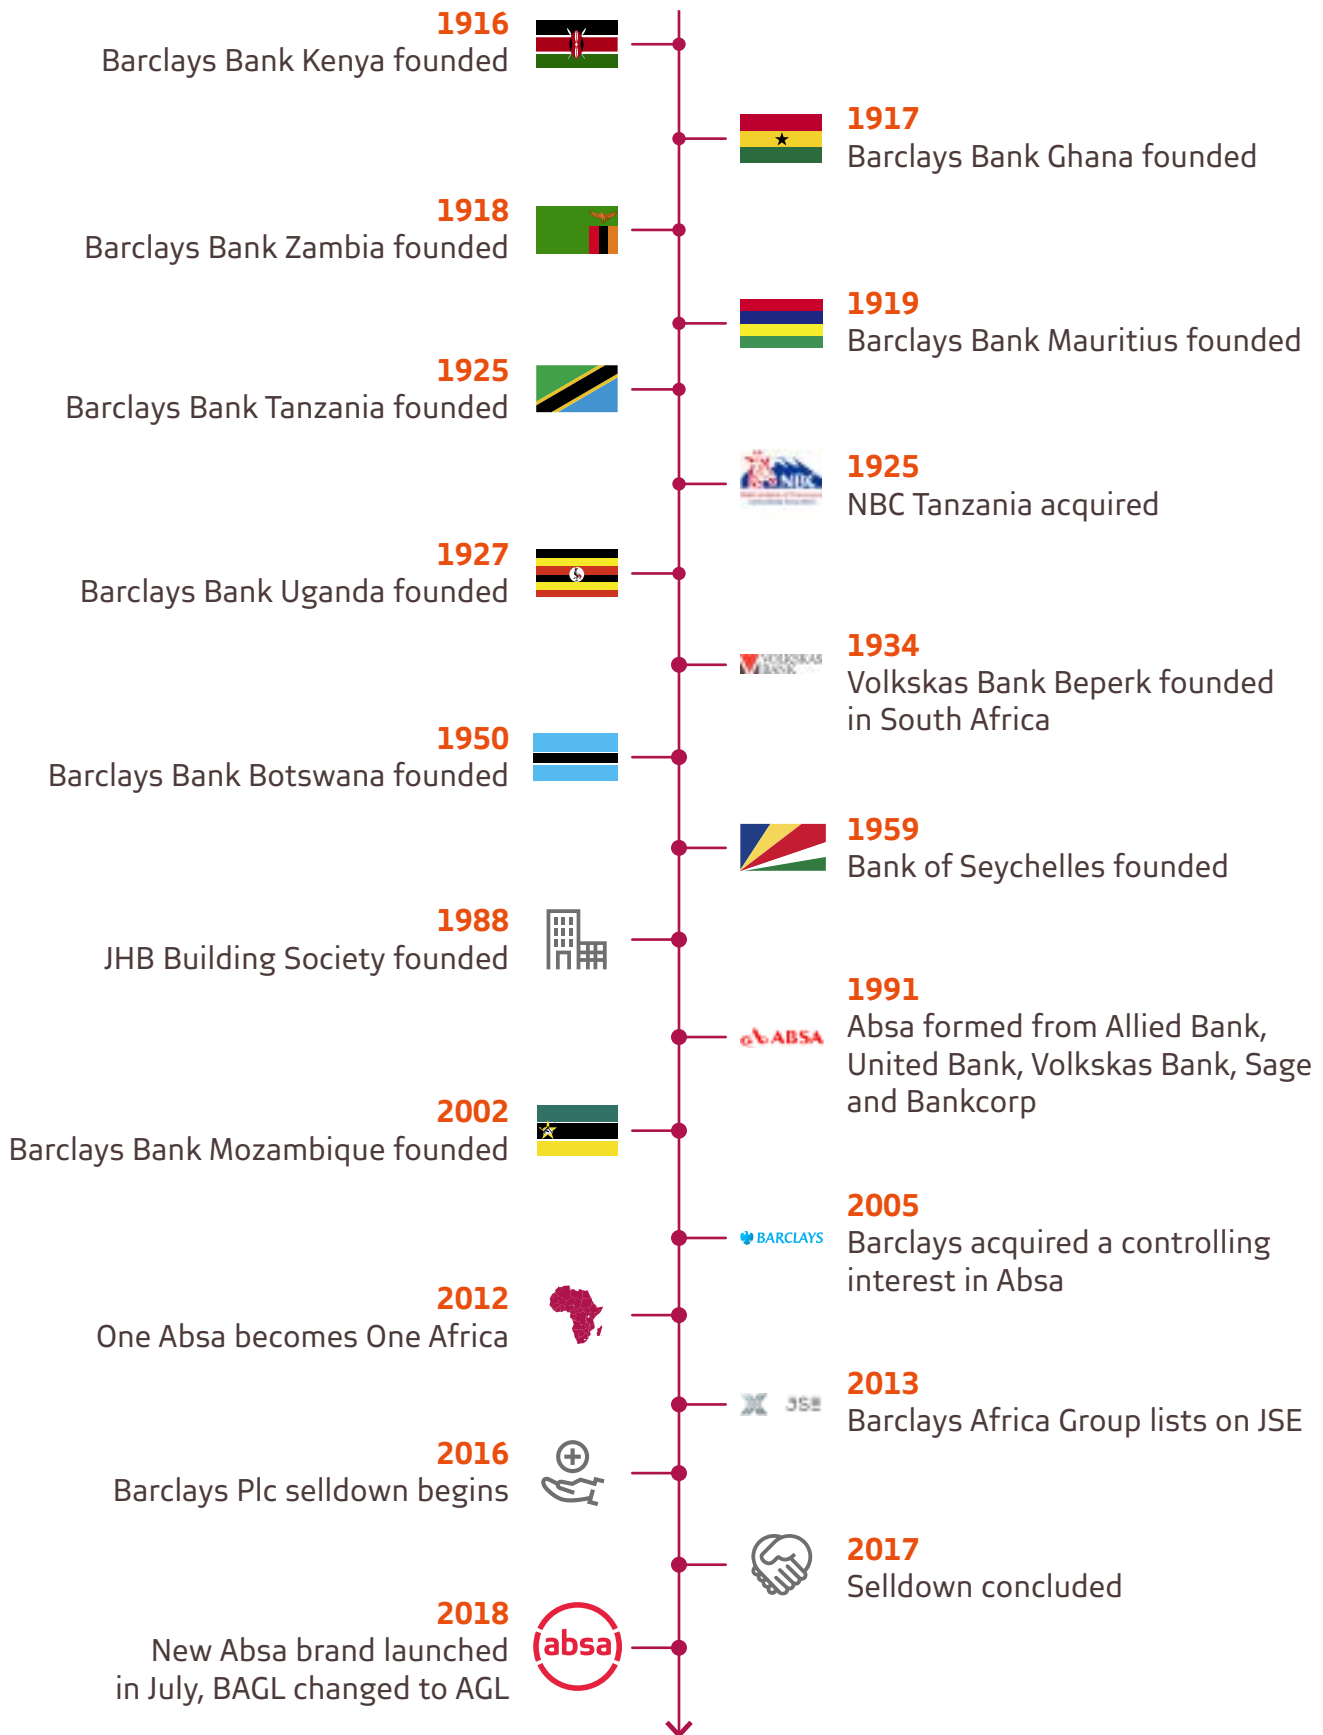 1916
Barclays Bank Kenya founded
1917
Barclays Bank Ghana founded
1918
Barclays Bank Zambia founded
1919
Barclays Bank Mauritius founded
1925
Barclays Bank Tanzania founded
NBC
1925
NBC Tanzania acquired
1927
Barclays Bank Uganda founded
VOLKSKAS
BANK
1934
Volkskas Bank Beperk founded
in South Africa
1950
Barclays Bank Botswana founded
1959
Bank of Seychelles founded
1988
JHB Building Society founded
ABSA
1991
Absa formed from Allied Bank,
United Bank, Volkskas Bank, Sage
and Bankcorp
2002
Barclays Bank Mozambique founded
BARCLAYS
2005
Barclays acquired a controlling
interest in Absa
2012
One Absa becomes One Africa
JSE
2013
Barclays Africa Group lists on JSE
2016
Barclays Plc selldown begins
2017
Selldown concluded
absa
2018
New Absa brand launched
in July, BAGL changed to AGL